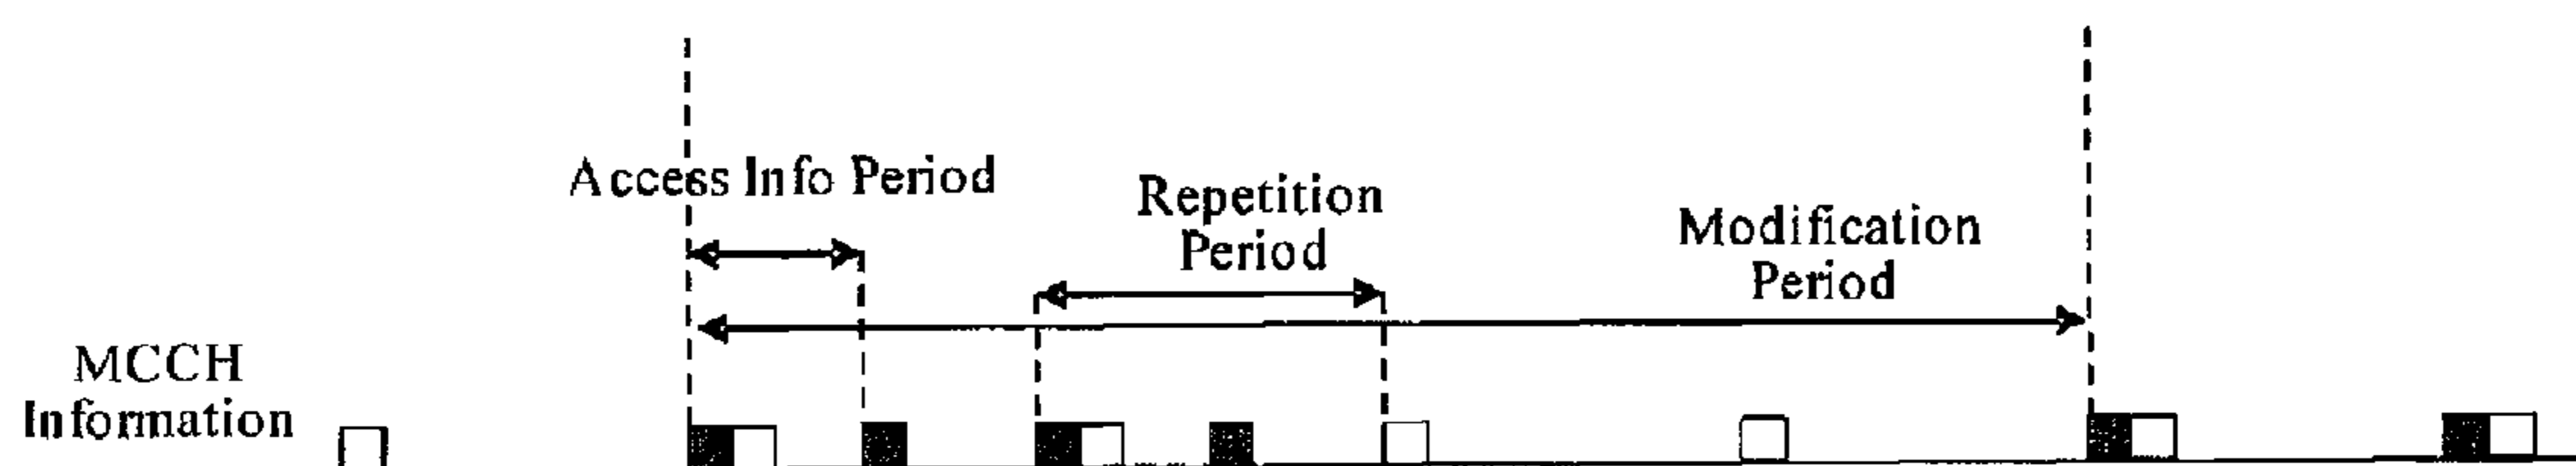 Access Info Period
Repetition
Period
Modification
Period
MCCH
Information